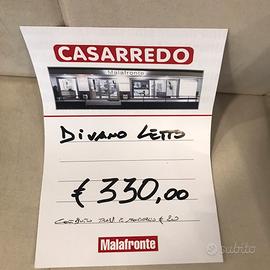 CASARREDO
Malafronte
DIVANO LETTO
€ 330,00
Malafronte
subito